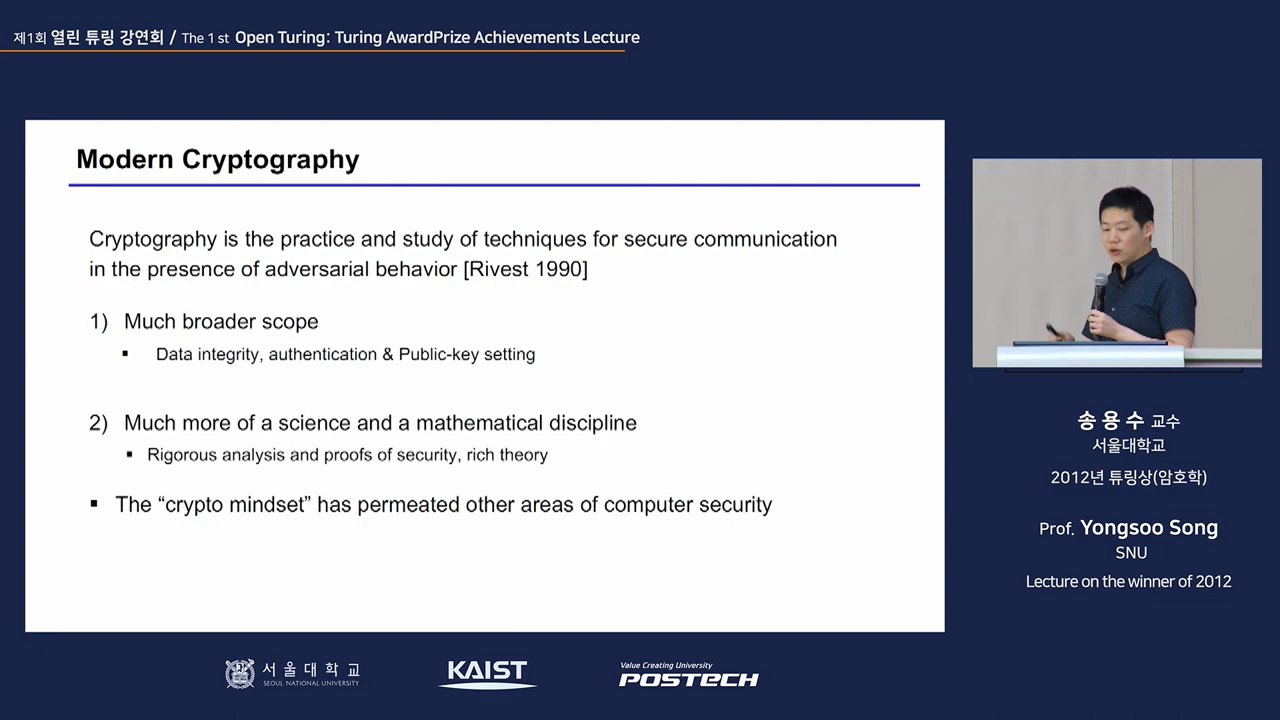 제1회 열린 튜링 강연회 / The 1 st Open Turing: Turing AwardPrize Achievements Lecture
Modern Cryptography
Cryptography is the practice and study of techniques for secure communication
in the presence of adversarial behavior [Rivest 1990]
1) Much broader scope
▪ Data integrity, authentication & Public-key setting
2) Much more of a science and a mathematical discipline
▪ Rigorous analysis and proofs of security, rich theory
▪ The “crypto mindset” has permeated other areas of computer security
송 용 수 교수
서울대학교
2012년 튜링상(암호학)
Prof. Yongsoo Song
SNU
Lecture on the winner of 2012
서울대학교
SEOUL NATIONAL UNIVERSITY
KAIST
Value Creating University
POSTECH